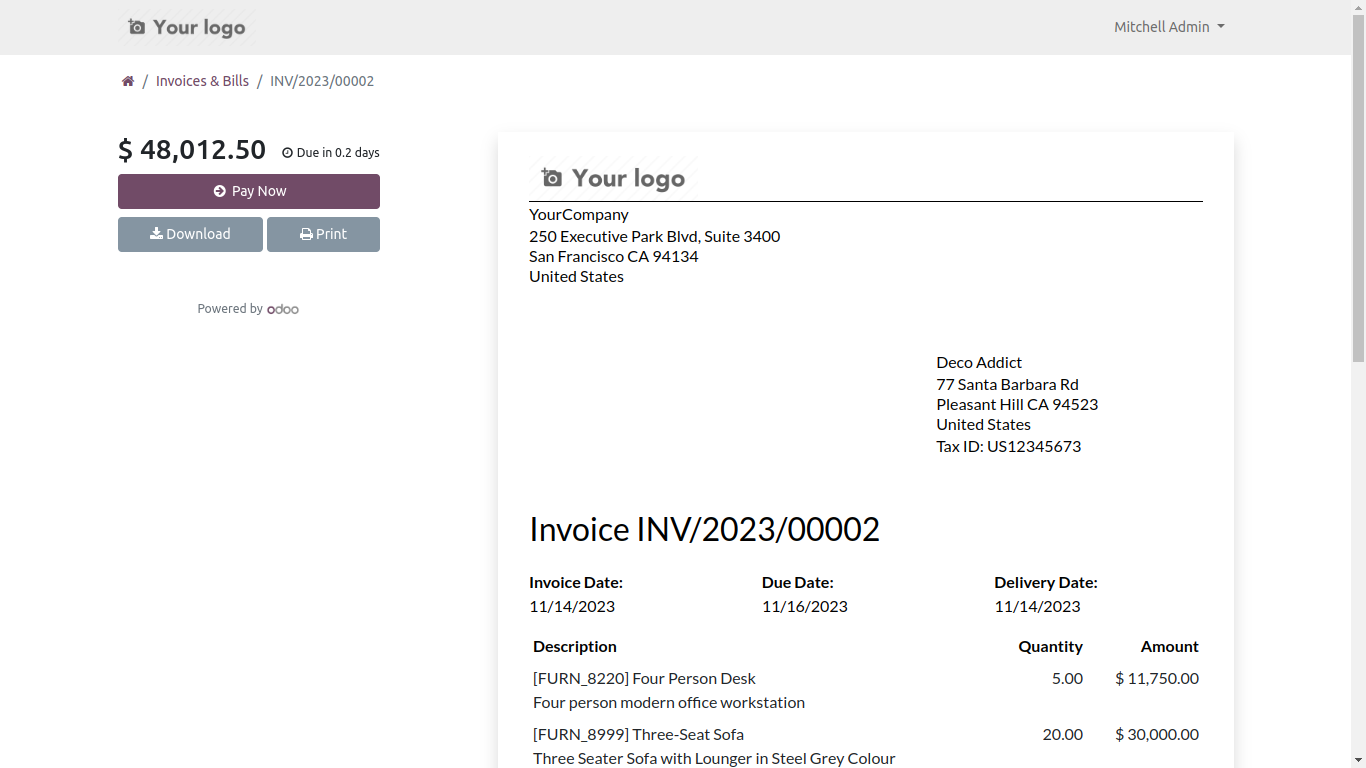 Your logo
Mitchell Admin
/ Invoices & Bills / INV/2023/00002
$ 48,012.50 Due in 0.2 days
Pay Now
Download Print
Powered by odoo
Your logo
YourCompany
250 Executive Park Blvd, Suite 3400
San Francisco CA 94134
United States
Deco Addict
77 Santa Barbara Rd
Pleasant Hill CA 94523
United States
Tax ID: US12345673
Invoice INV/2023/00002
Invoice Date: Due Date: Delivery Date:
11/14/2023 11/16/2023 11/14/2023
Description Quantity Amount
[FURN_8220] Four Person Desk 5.00 $ 11,750.00
Four person modern office workstation
[FURN_8999] Three-Seat Sofa 20.00 $ 30,000.00
Three Seater Sofa with Lounger in Steel Grey Colour